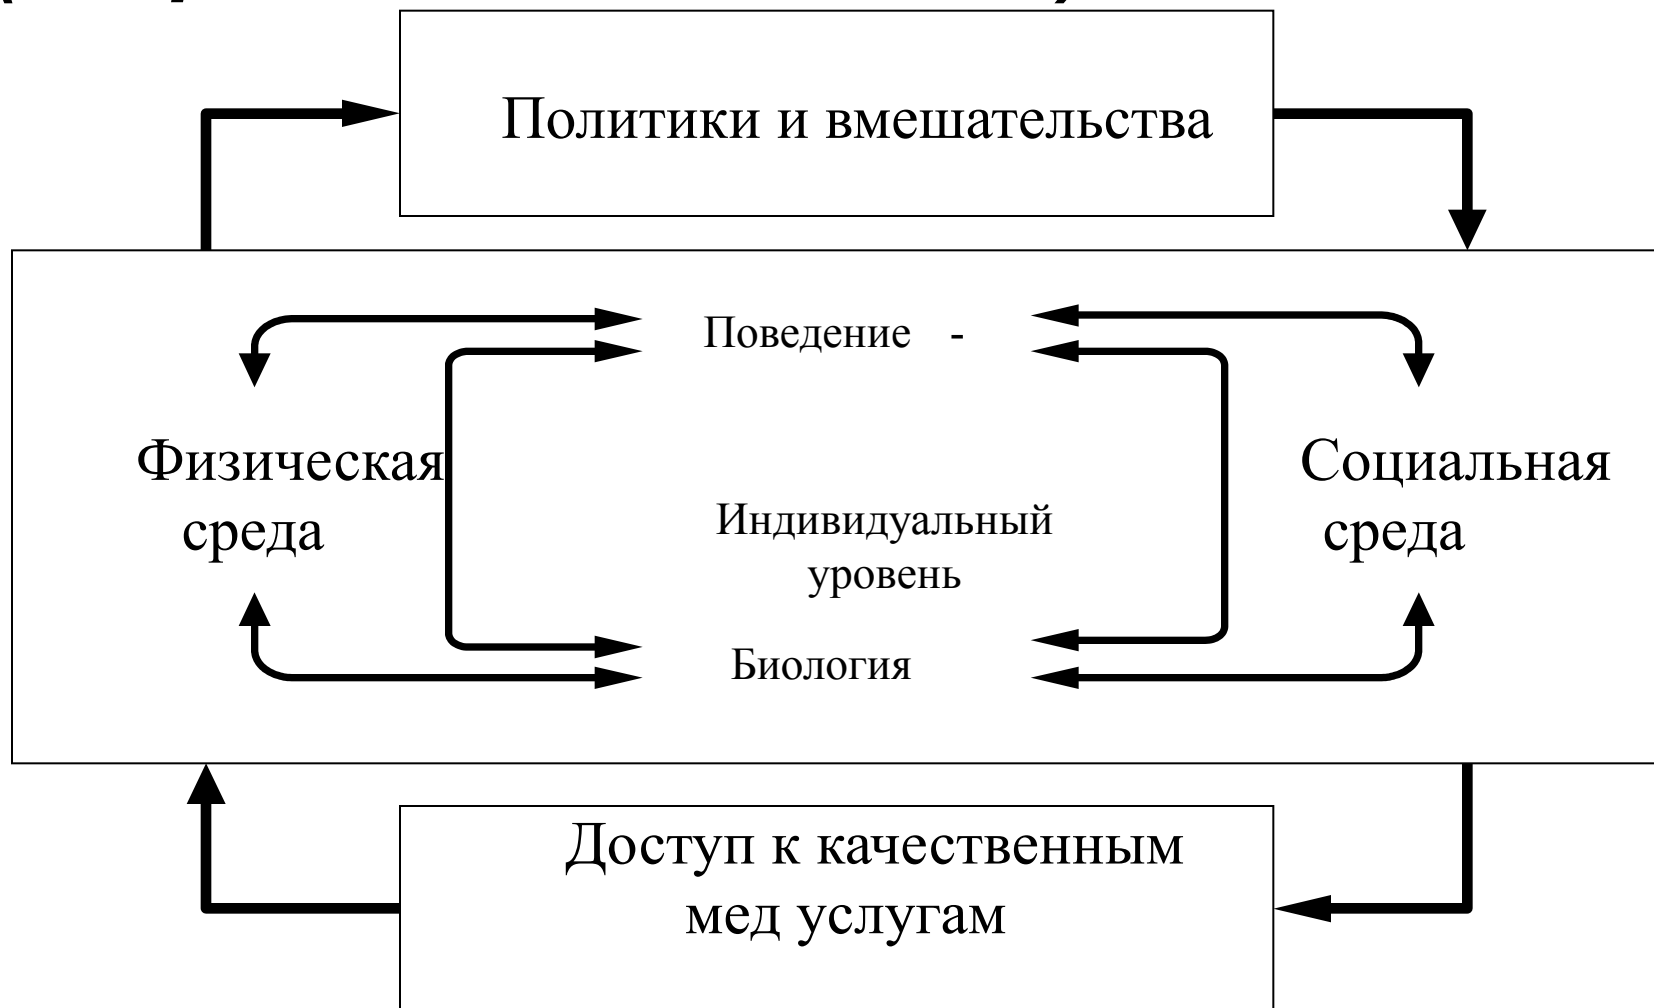 Политики и вмешательства
Поведение -
Физическая
среда
Социальная
среда
Индивидуальный
уровень
Биология
Доступ к качественным
мед услугам